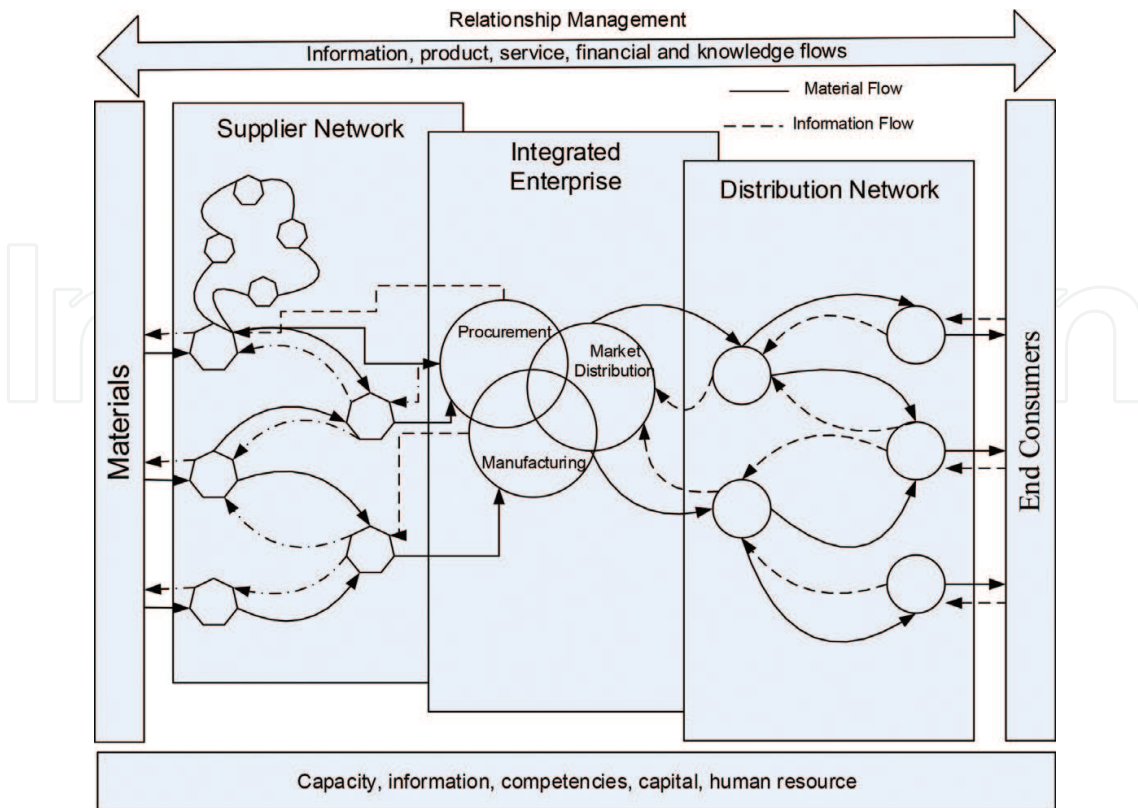 Relationship Management
Information, product, service, financial and knowledge flows
Material Flow
Information Flow
Supplier Network
Integrated
Enterprise
Distribution Network
Materials
Procurement
Market
Distribution
Manufacturing
End Consumers
Capacity, information, competencies, capital, human resource